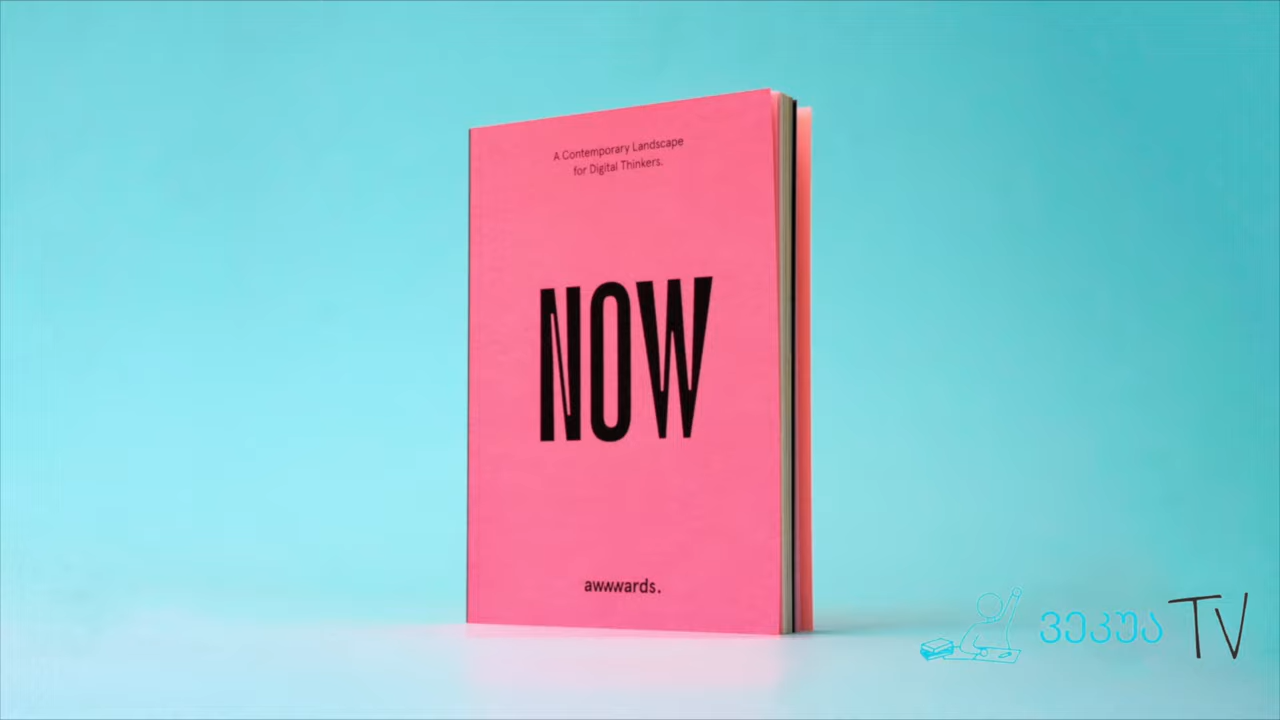 A Contemporary Landscape
for Digital Thinkers.
NOW
awwwards.
ვეკუა TV